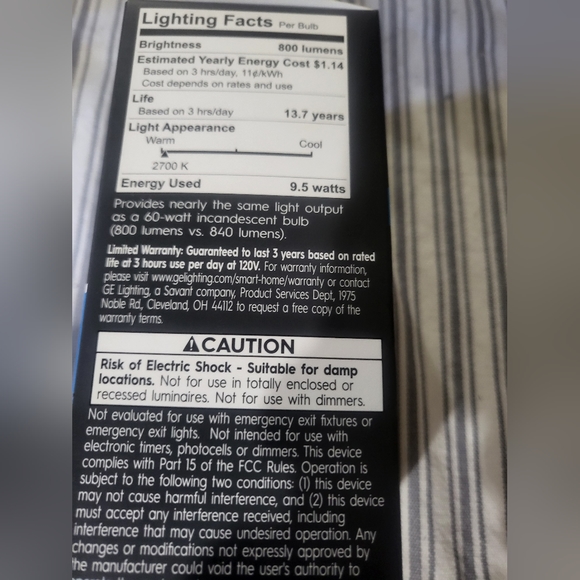 Lighting Facts Per Bulb
Brightness 800 lumens
Estimated Yearly Energy Cost $1.14
Based on 3 hrs/day, 11¢/kWh
Cost depends on rates and use
Life
Based on 3 hrs/day 13.7 years
Light Appearance
Warm Cool
2700 K
Energy Used 9.5 watts
Provides nearly the same light output
as a 60-watt incandescent bulb
(800 lumens vs. 840 lumens).
Limited Warranty: Guaranteed to last 3 years based on rated
life at 3 hours use per day at 120V. For warranty information,
please visit www.gelighting.com/smart-home/warranty or contact
GE Lighting, a Savant company, Product Services Dept, 1975
Noble Rd., Cleveland, OH 44112 to request a free copy of the
warranty terms.
CAUTION
Risk of Electric Shock - Suitable for damp
locations. Not for use in totally enclosed or
recessed luminaires. Not for use with dimmers.
Not evaluated for use with emergency exit fixtures or
emergency exit lights. Not intended for use with
electronic timers, photocells or dimmers. This device
complies with Part 15 of the FCC Rules. Operation is
subject to the following two conditions: (1) this device
may not cause harmful interference, and (2) this device
must accept any interference received, including
interference that may cause undesired operation. Any
changes or modifications not expressly approved by
the manufacturer could void the user's authority to